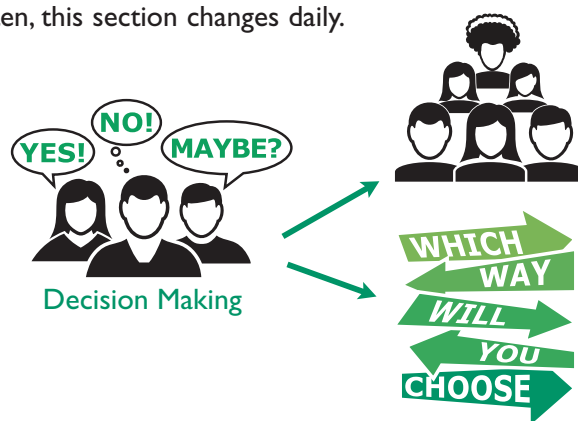 en, this section changes daily.
NO!
YES!
MAYBE?
Decision Making
WHICH
WAY
WILL
YOU
CHOOSE